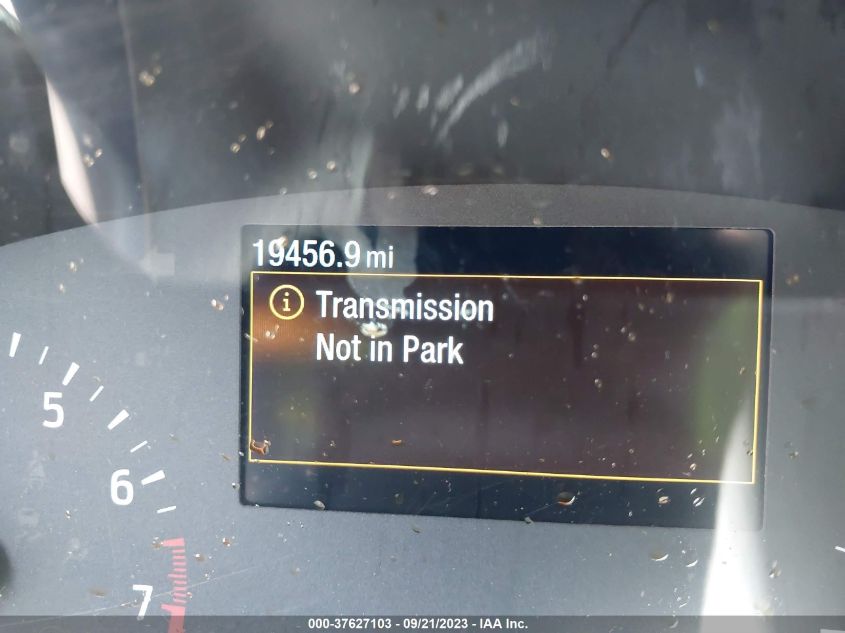 19456.9 mi
i Transmission
Not in Park
5
6
7
000-37627103 - 09/21/2023 - IAA Inc.